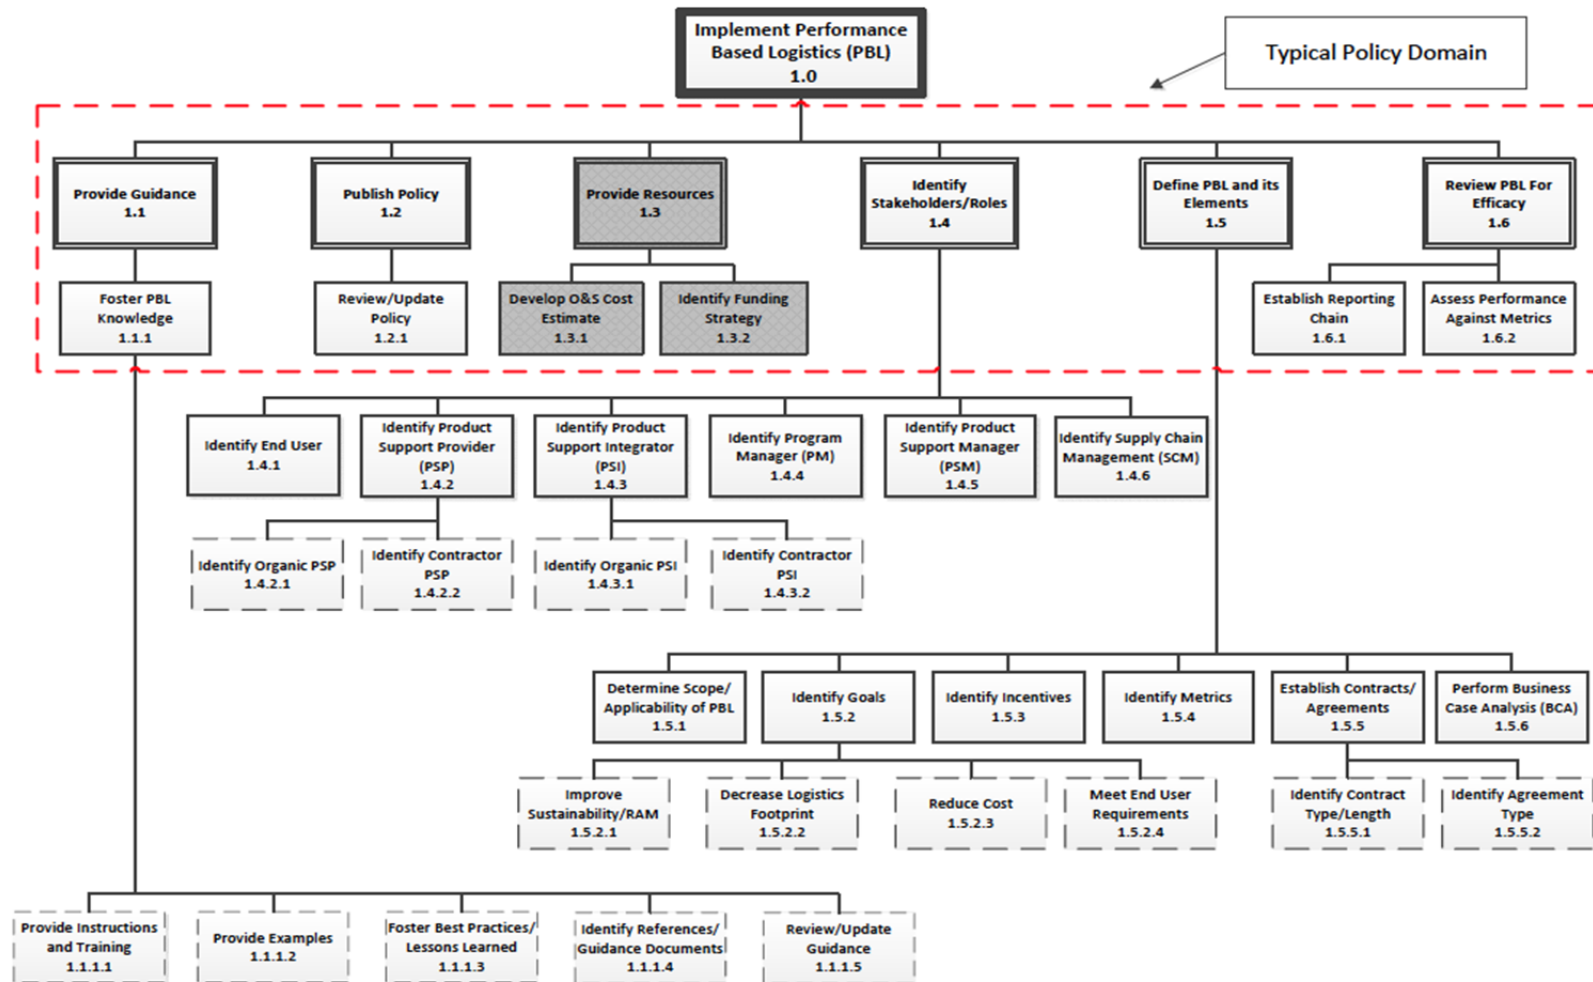 Implement Performance
Based Logistics (PBL)
1.0
Typical Policy Domain
Provide Guidance
1.1
Publish Policy
1.2
Provide Resources
1.3
Identify
Stakeholders/Roles
1.4
Define PBL and its
Elements
1.5
Review PBL For
Efficacy
1.6
Foster PBL
Knowledge
1.1.1
Review/Update
Policy
1.2.1
Develop O&S Cost
Estimate
1.3.1
Identify Funding
Strategy
1.3.2
Establish Reporting
Chain
1.6.1
Assess Performance
Against Metrics
1.6.2
Identify End User
1.4.1
Identify Product
Support Provider
(PSP)
1.4.2
Identify Product
Support Integrator
(PSI)
1.4.3
Identify Program
Manager (PM)
1.4.4
Identify Product
Support Manager
(PSM)
1.4.5
Identify Supply Chain
Management (SCM)
1.4.6
Identify Organic PSP
1.4.2.1
Identify Contractor
PSP
1.4.2.2
Identify Organic PSI
1.4.3.1
Identify Contractor
PSI
1.4.3.2
Determine Scope/
Applicability of PBL
1.5.1
Identify Goals
1.5.2
Identify Incentives
1.5.3
Identify Metrics
1.5.4
Establish Contracts/
Agreements
1.5.5
Perform Business
Case Analysis (BCA)
1.5.6
Improve
Sustainability/RAM
1.5.2.1
Decrease Logistics
Footprint
1.5.2.2
Reduce Cost
1.5.2.3
Meet End User
Requirements
1.5.2.4
Identify Contract
Type/Length
1.5.5.1
Identify Agreement
Type
1.5.5.2
Provide Instructions
and Training
1.1.1.1
Provide Examples
1.1.1.2
Foster Best Practices/
Lessons Learned
1.1.1.3
Identify References/
Guidance Documents
1.1.1.4
Review/Update
Guidance
1.1.1.5